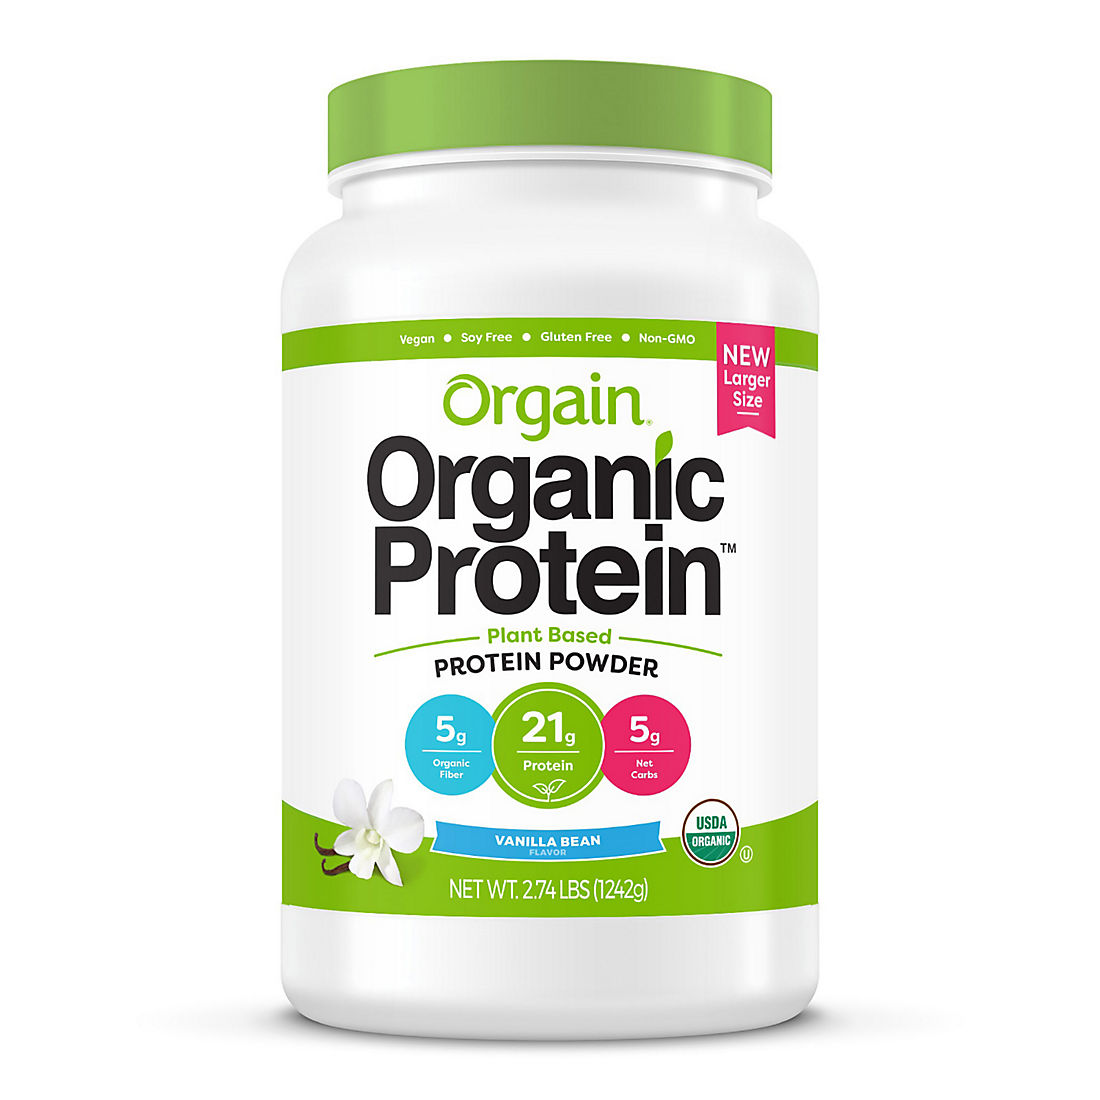 Vegan • Soy Free • Gluten Free • Non-GMO
NEW
Larger
Size
Orgain®
Organic
Protein™
Plant Based
PROTEIN POWDER
5g
Organic
Fiber
21g
Protein
5g
Net
Carbs
VANILLA BEAN
FLAVOR
USDA
ORGANIC
U
NET WT. 2.74 LBS (1242g)